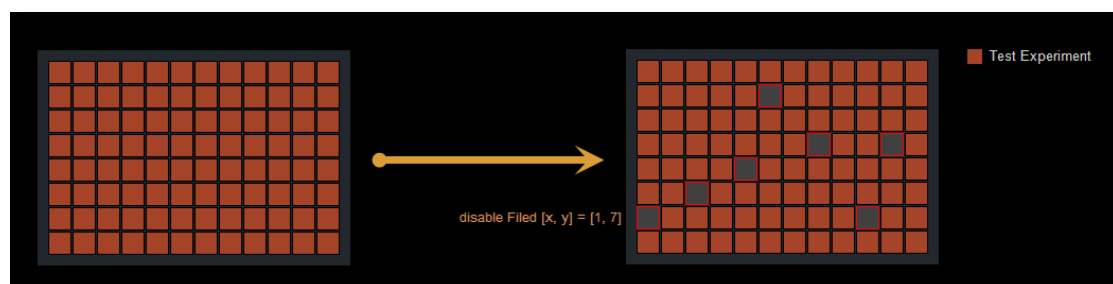 Test Experiment
disable Filed [x, y] = [1, 7]